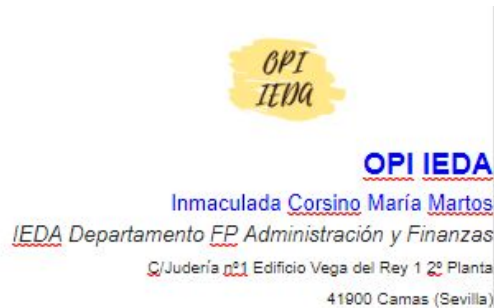 OPI
IEDA
OPI IEDA
Inmaculada Corsino María Martos
IEDA Departamento FP Administración y Finanzas
C/Judería nº1 Edificio Vega del Rey 1 2º Planta
41900 Camas (Sevilla)